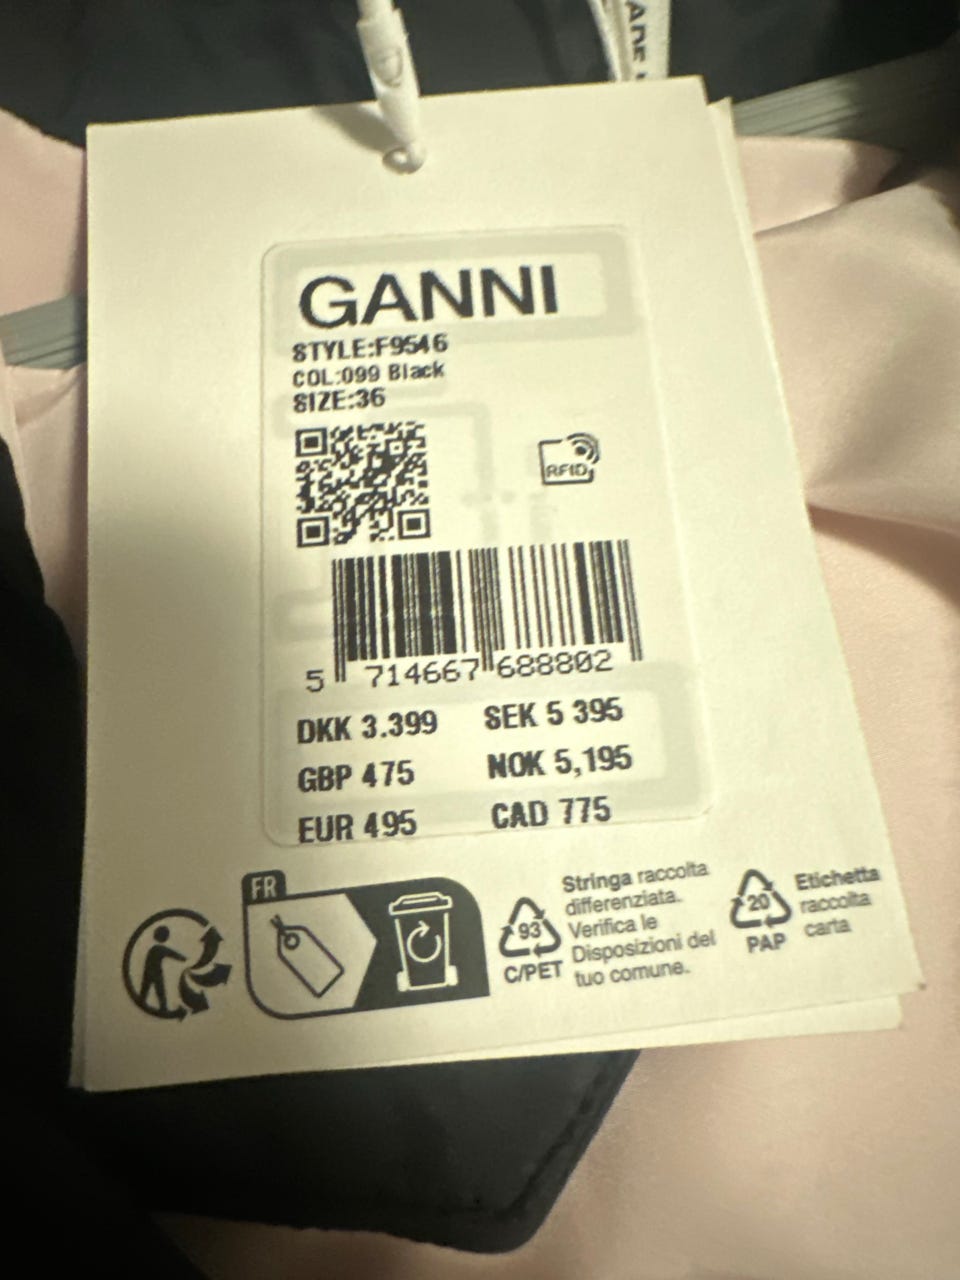 ADE
GANNI
STYLE:F9546
COL:099 Black
SIZE:36
RFID
5 714667 688802
DKK 3.399 SEK 5 395
GBP 475 NOK 5,195
EUR 495 CAD 775
FR
93
C/PET
Stringa raccolta
differenziata.
Verifica le
Disposizioni del
tuo comune.
20
PAP
Etichetta
raccolta
carta